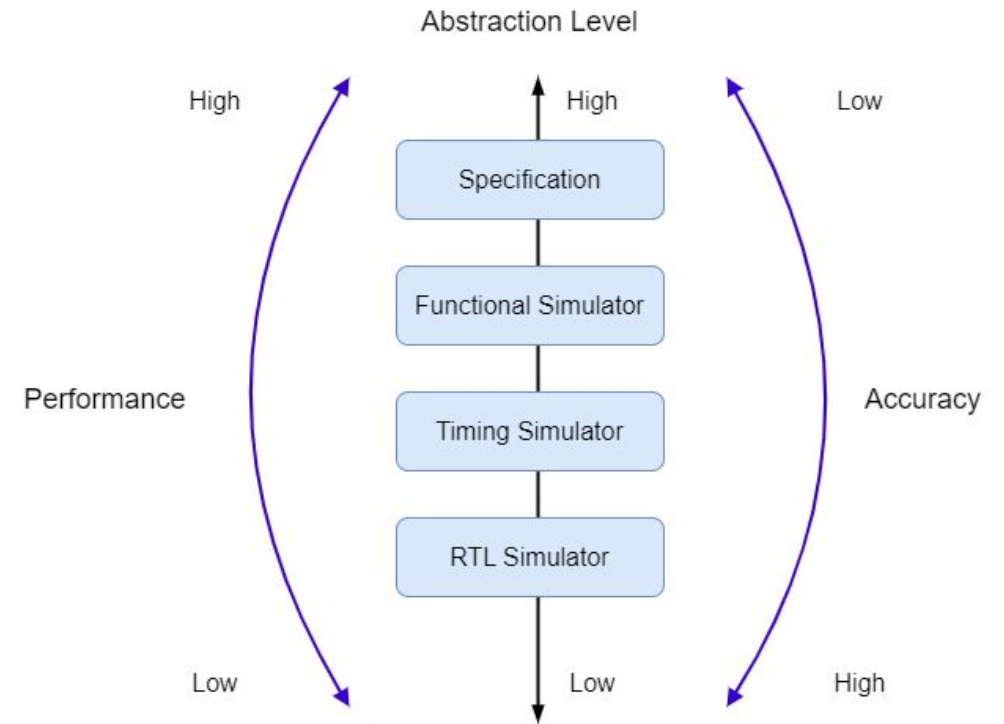 Abstraction Level
High
High
Low
Specification
Functional Simulator
Performance
Accuracy
Timing Simulator
RTL Simulator
Low
Low
High